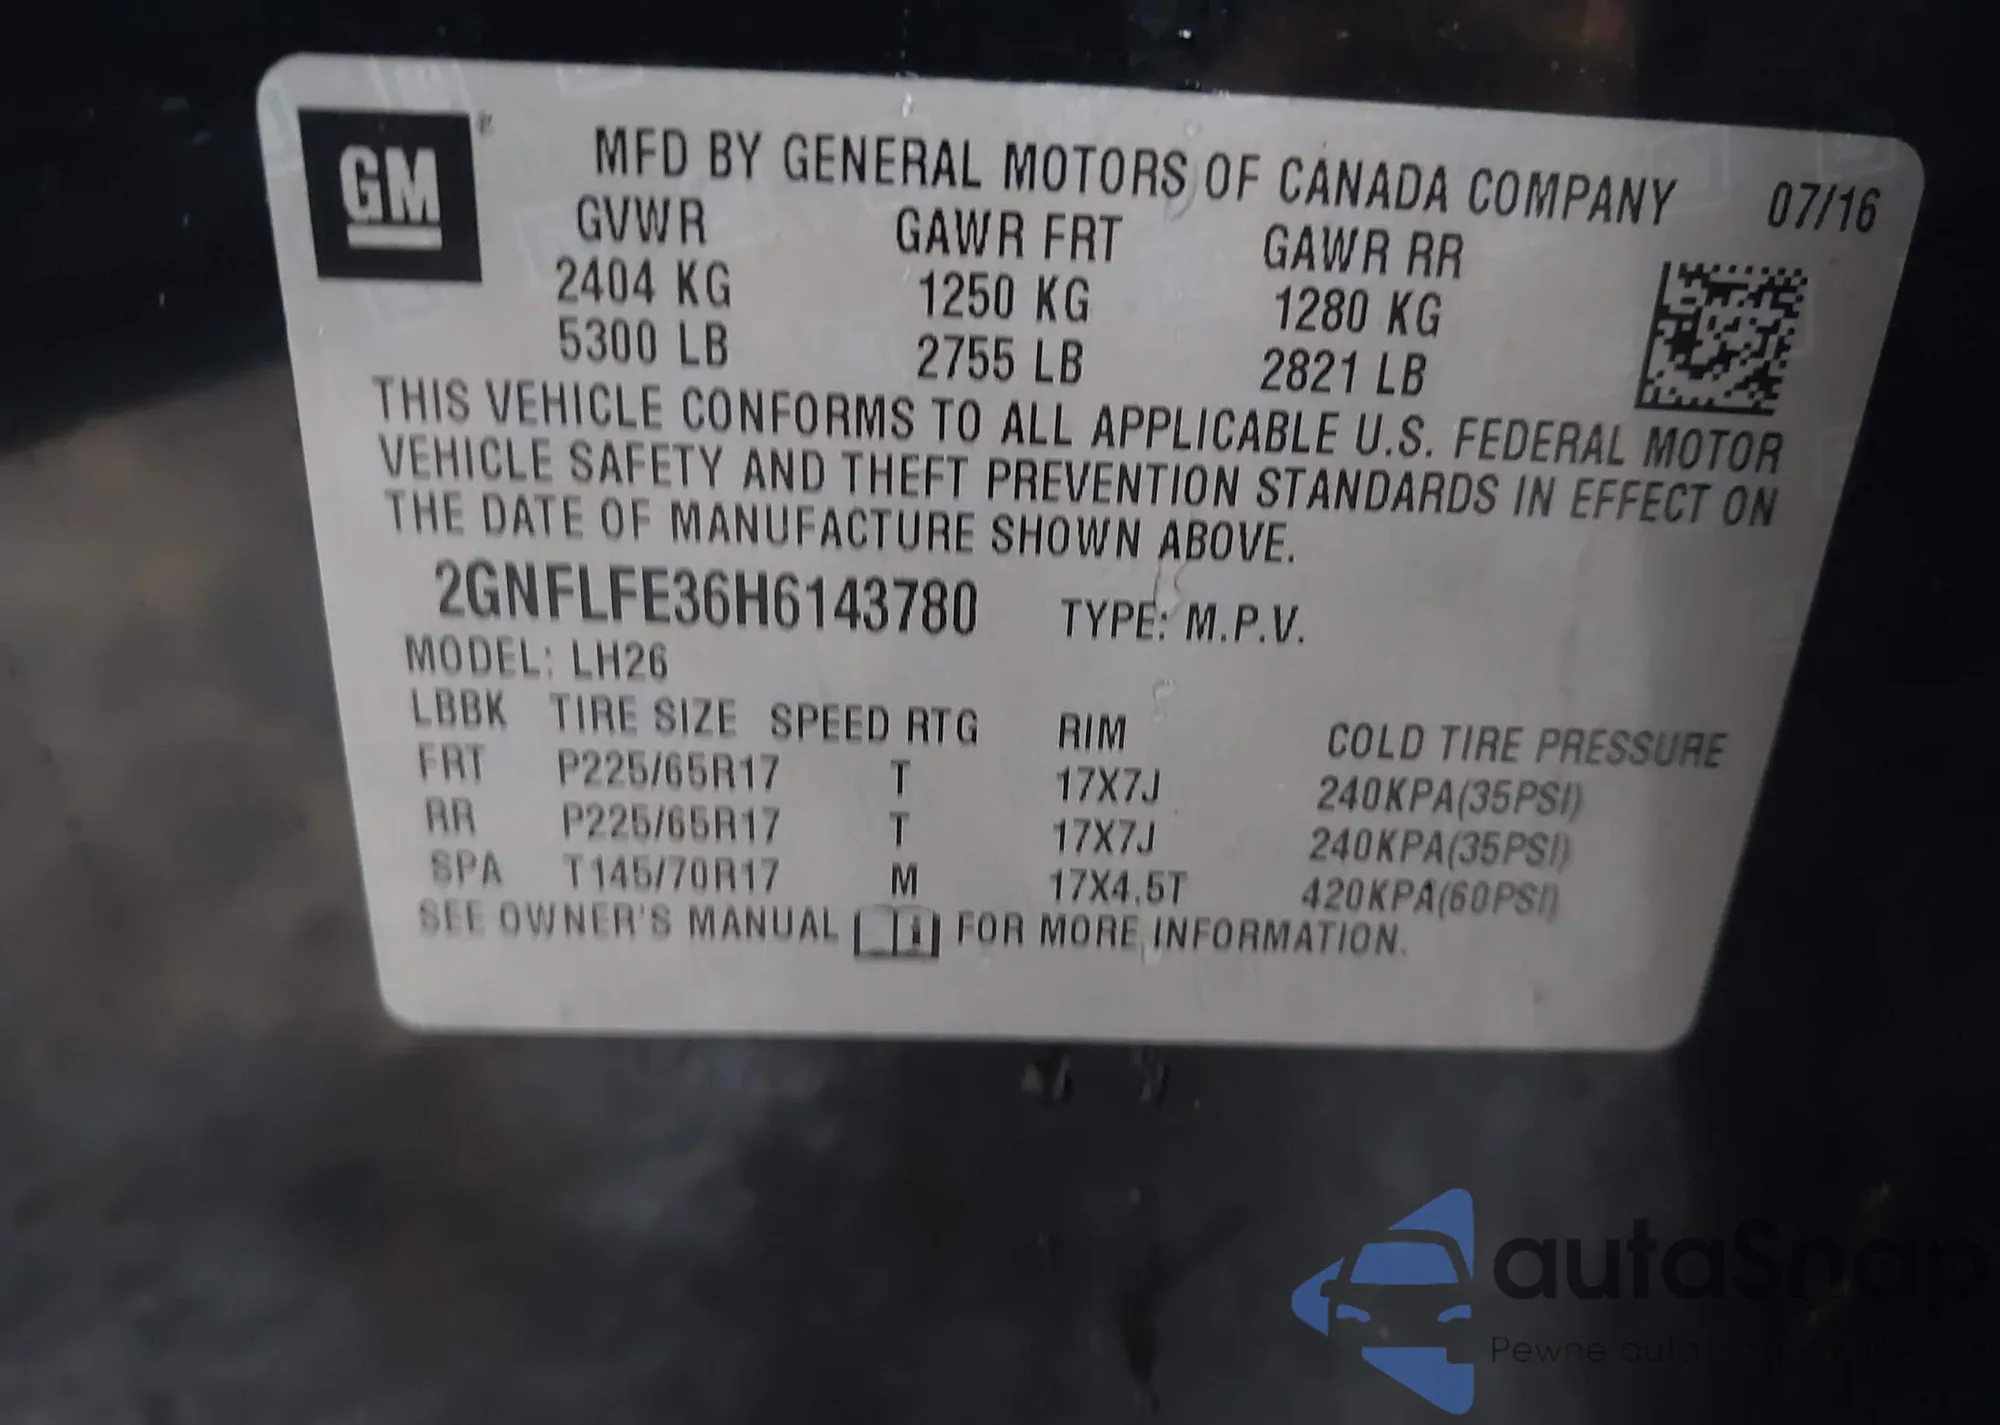 GM
MFD BY GENERAL MOTORS OF CANADA COMPANY 07/16
GVWR GAWR FRT GAWR RR
2404 KG 1250 KG 1280 KG
5300 LB 2755 LB 2821 LB
THIS VEHICLE CONFORMS TO ALL APPLICABLE U.S. FEDERAL MOTOR
VEHICLE SAFETY AND THEFT PREVENTION STANDARDS IN EFFECT ON
THE DATE OF MANUFACTURE SHOWN ABOVE.
2GNFLFE36H6143780 TYPE: M.P.V.
MODEL: LH26
LBBK TIRE SIZE SPEED RTG RIM COLD TIRE PRESSURE
FRT P225/65R17 T 17X7J 240KPA(35PSI)
RR P225/65R17 T 17X7J 240KPA(35PSI)
SPA T145/70R17 M 17X4.5T 420KPA(60PSI)
SEE OWNER'S MANUAL FOR MORE INFORMATION.
autaSnap
Pewne auta